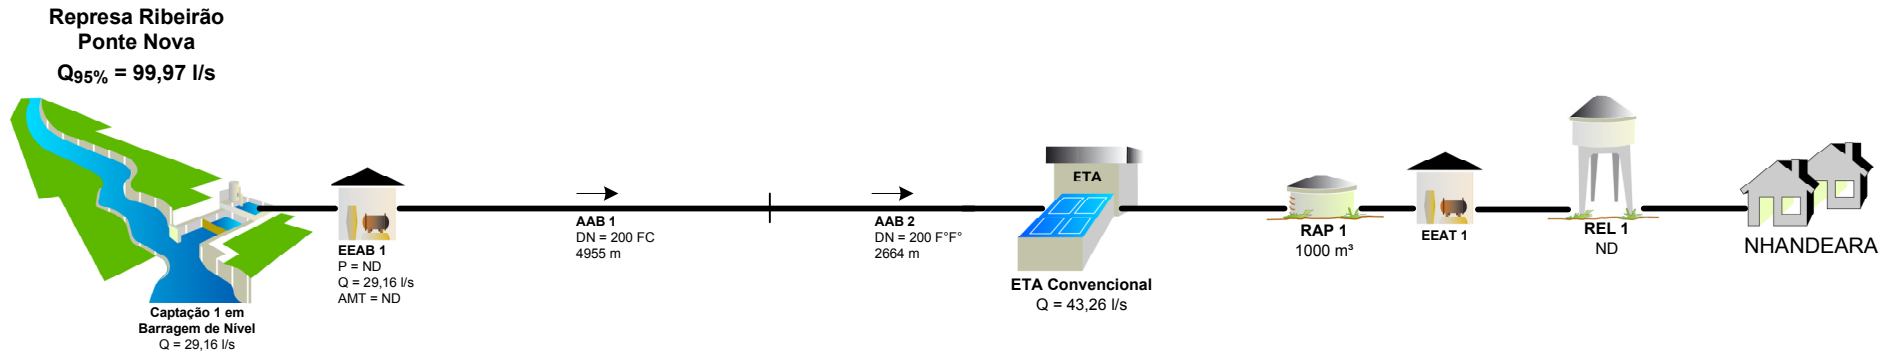 Represa Ribeirão
Ponte Nova
Q95% = 99,97 l/s
Captação 1 em
Barragem de Nível
Q = 29,16 l/s
EEAB 1
P = ND
Q = 29,16 l/s
AMT = ND
AAB 1
DN = 200 FC
4955 m
AAB 2
DN = 200 F°F°
2664 m
ETA
ETA Convencional
Q = 43,26 l/s
RAP 1
1000 m³
EEAT 1
REL 1
ND
NHANDEARA